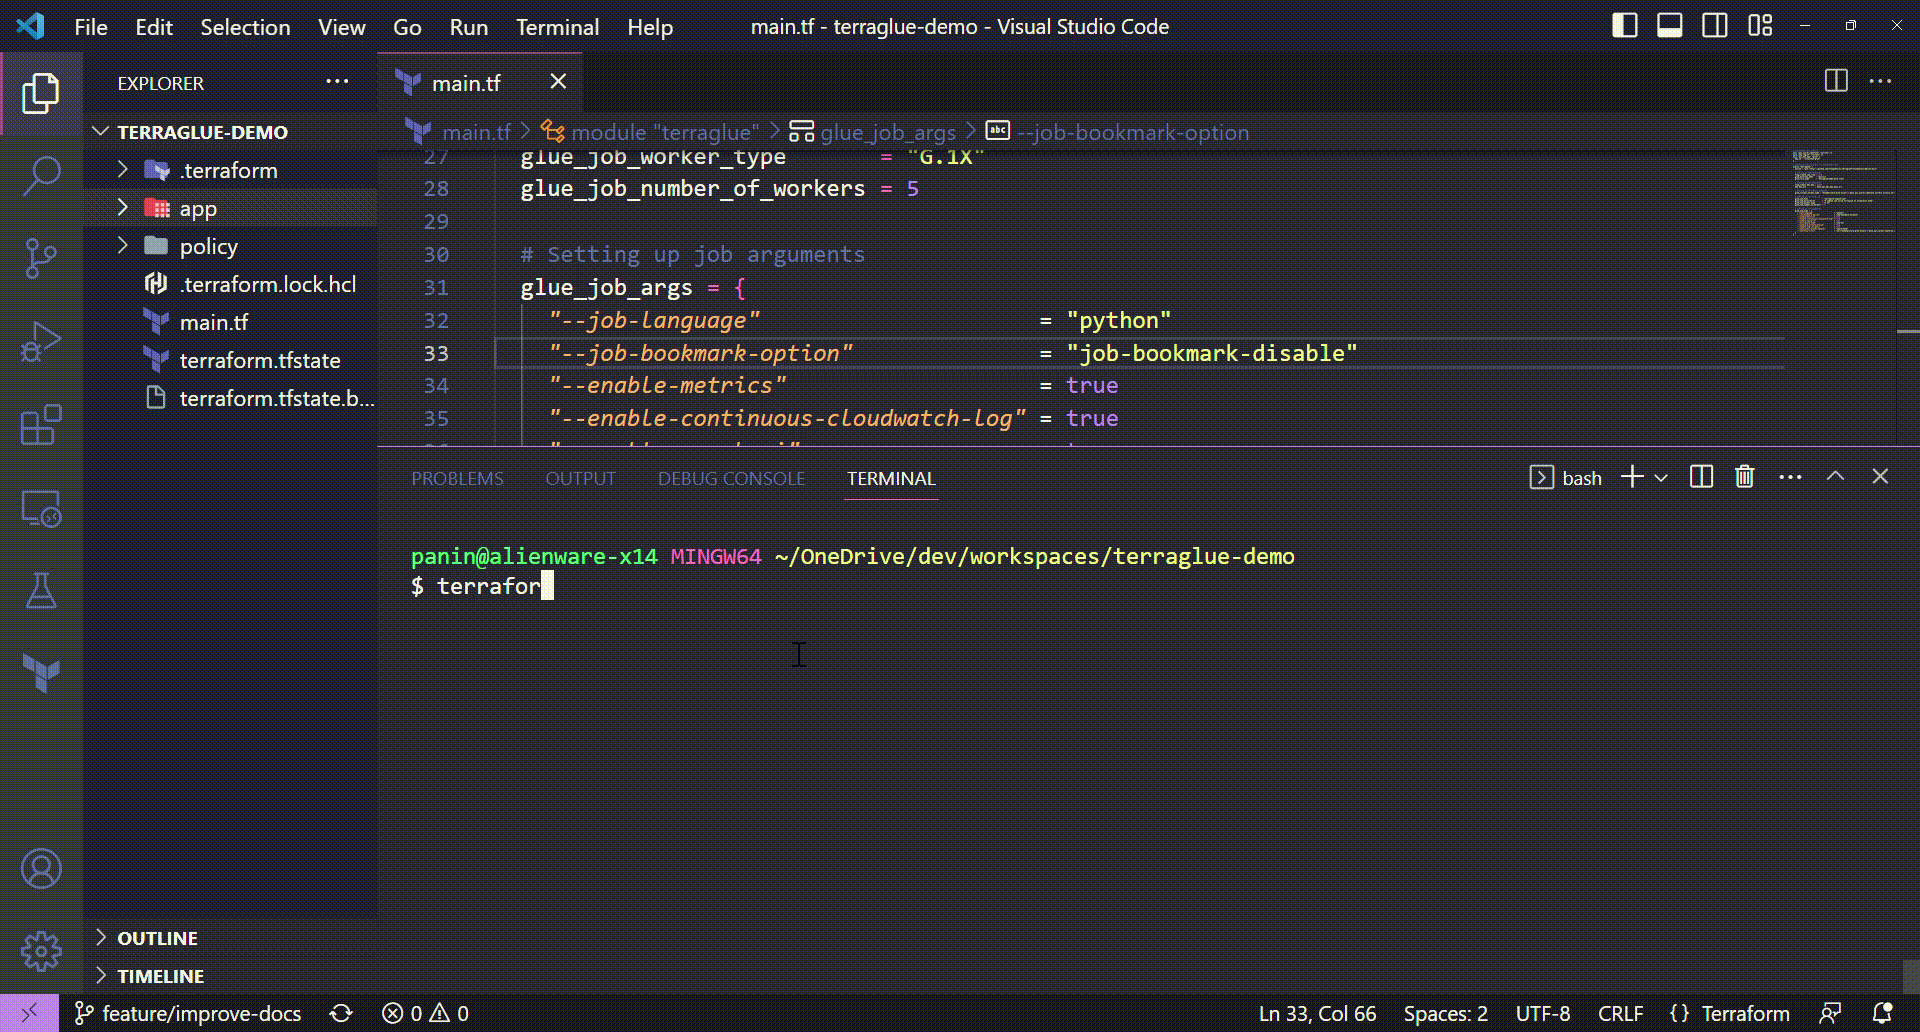 File Edit Selection View Go Run Terminal Help
main.tf - terraglue-demo - Visual Studio Code
EXPLORER
TERRAGLUE-DEMO
.terraform
app
policy
.terraform.lock.hcl
main.tf
terraform.tfstate
terraform.tfstate.b...
OUTLINE
TIMELINE
main.tf
main.tf > module "terraglue" > glue_job_args > abc --job-bookmark-option
27 glue_job_worker_type = "G.1X"
28 glue_job_number_of_workers = 5
29
30 # Setting up job arguments
31 glue_job_args = {
32 "--job-language" = "python"
33 "--job-bookmark-option" = "job-bookmark-disable"
34 "--enable-metrics" = true
35 "--enable-continuous-cloudwatch-log" = true
PROBLEMS OUTPUT DEBUG CONSOLE TERMINAL
bash
panin@alienware-x14 MINGW64 ~/OneDrive/dev/workspaces/terraglue-demo
$ terrafor
feature/improve-docs 0 0
Ln 33, Col 66 Spaces: 2 UTF-8 CRLF {} Terraform